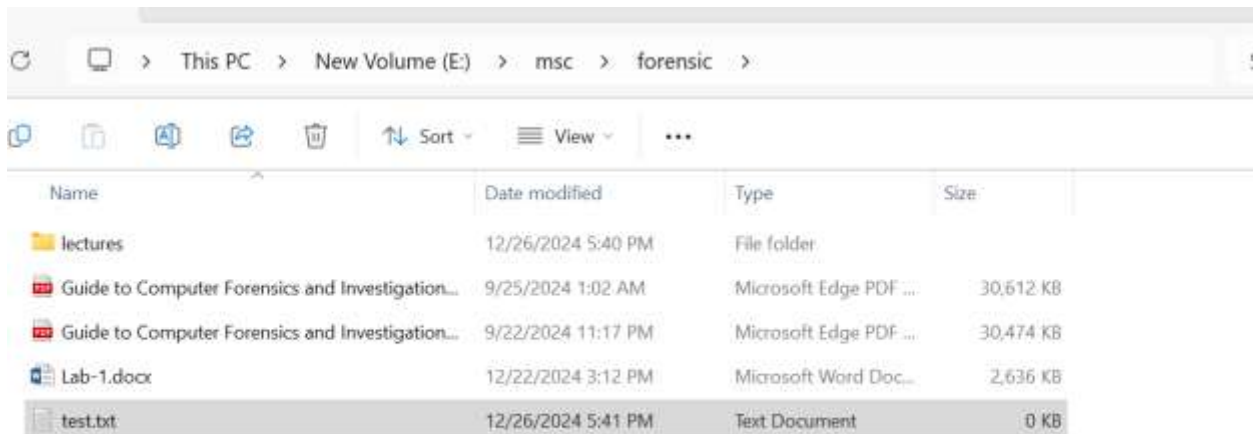 This PC > New Volume (E:) > msc > forensic >
Sort View ...
Name Date modified Type Size
lectures 12/26/2024 5:40 PM File folder
Guide to Computer Forensics and Investigation... 9/25/2024 1:02 AM Microsoft Edge PDF ... 30,612 KB
Guide to Computer Forensics and Investigation... 9/22/2024 11:17 PM Microsoft Edge PDF ... 30,474 KB
Lab-1.docx 12/22/2024 3:12 PM Microsoft Word Doc... 2,636 KB
test.txt 12/26/2024 5:41 PM Text Document 0 KB